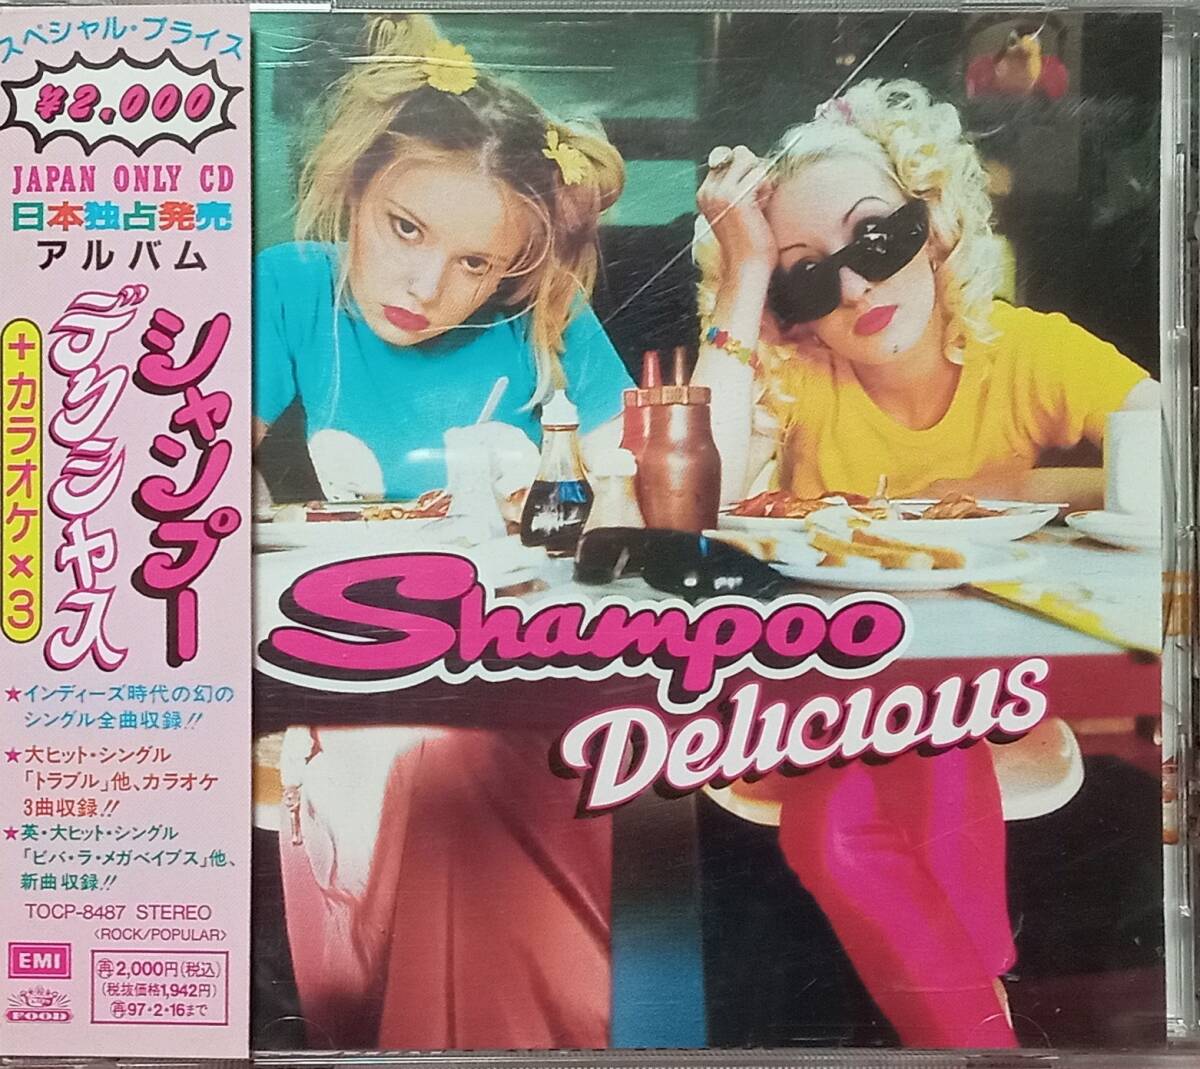 スペシャル・プライス
¥2,000
JAPAN ONLY CD
日本独占発売
アルバム
シャンプー
デリシャス
+カラオケ×3
★インディーズ時代の幻の
シングル全曲収録!!
★大ヒット・シングル
「トラブル」他、カラオケ
3曲収録!!
★英・大ヒット・シングル
「ビバ・ラ・メガベイブス」他、
新曲収録!!
TOCP-8487 STEREO
〈ROCK/POPULAR〉
EMI
FOOD
再2,000円(税込)
(税抜価格1,942円)
再97・2・16まで
Shampoo
Delicious